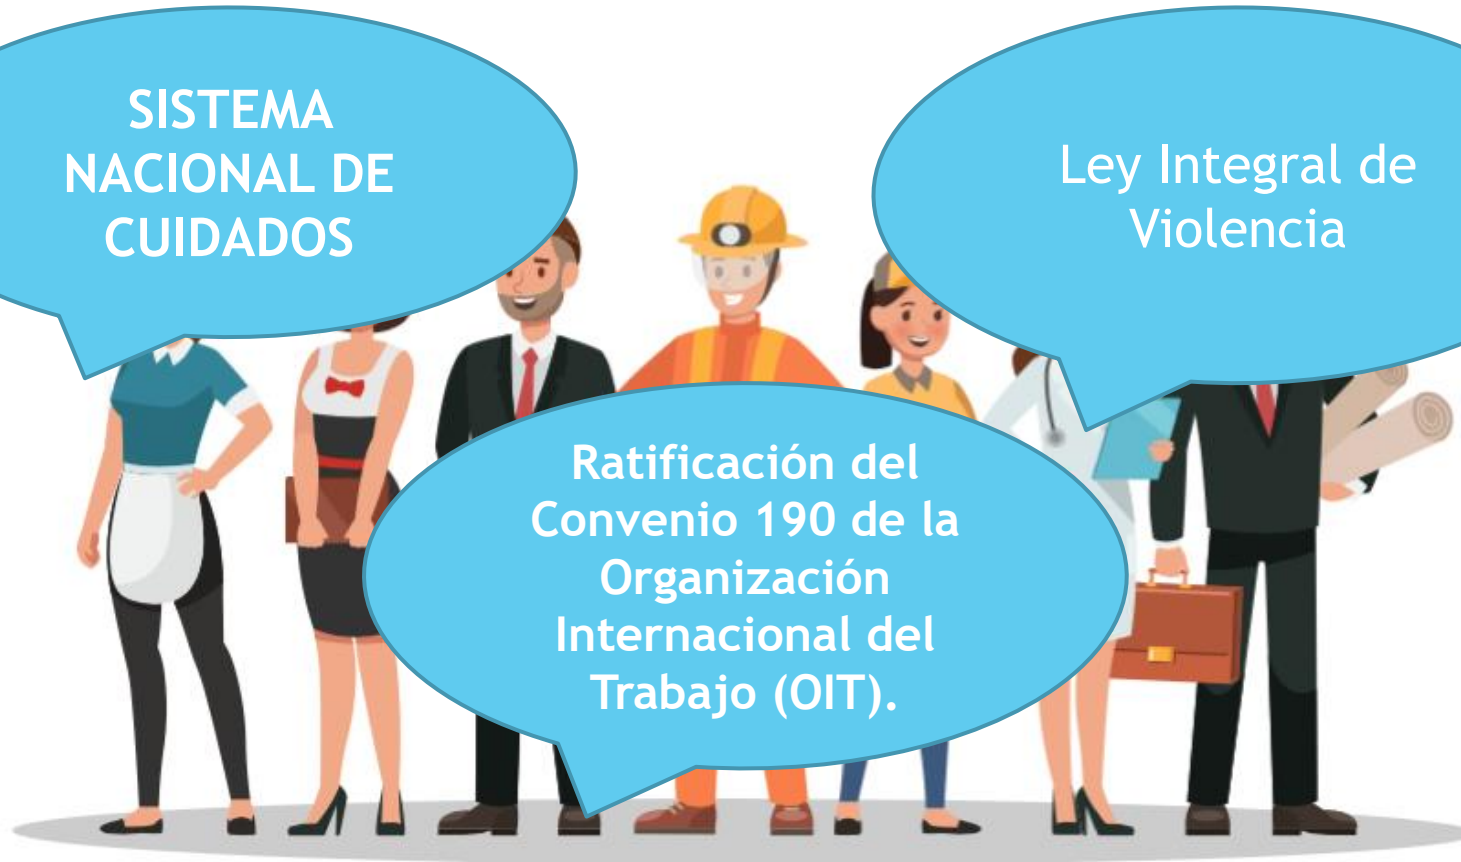 SISTEMA
NACIONAL DE
CUIDADOS
Ley Integral de
Violencia
Ratificación del
Convenio 190 de la
Organización
Internacional del
Trabajo (OIT).